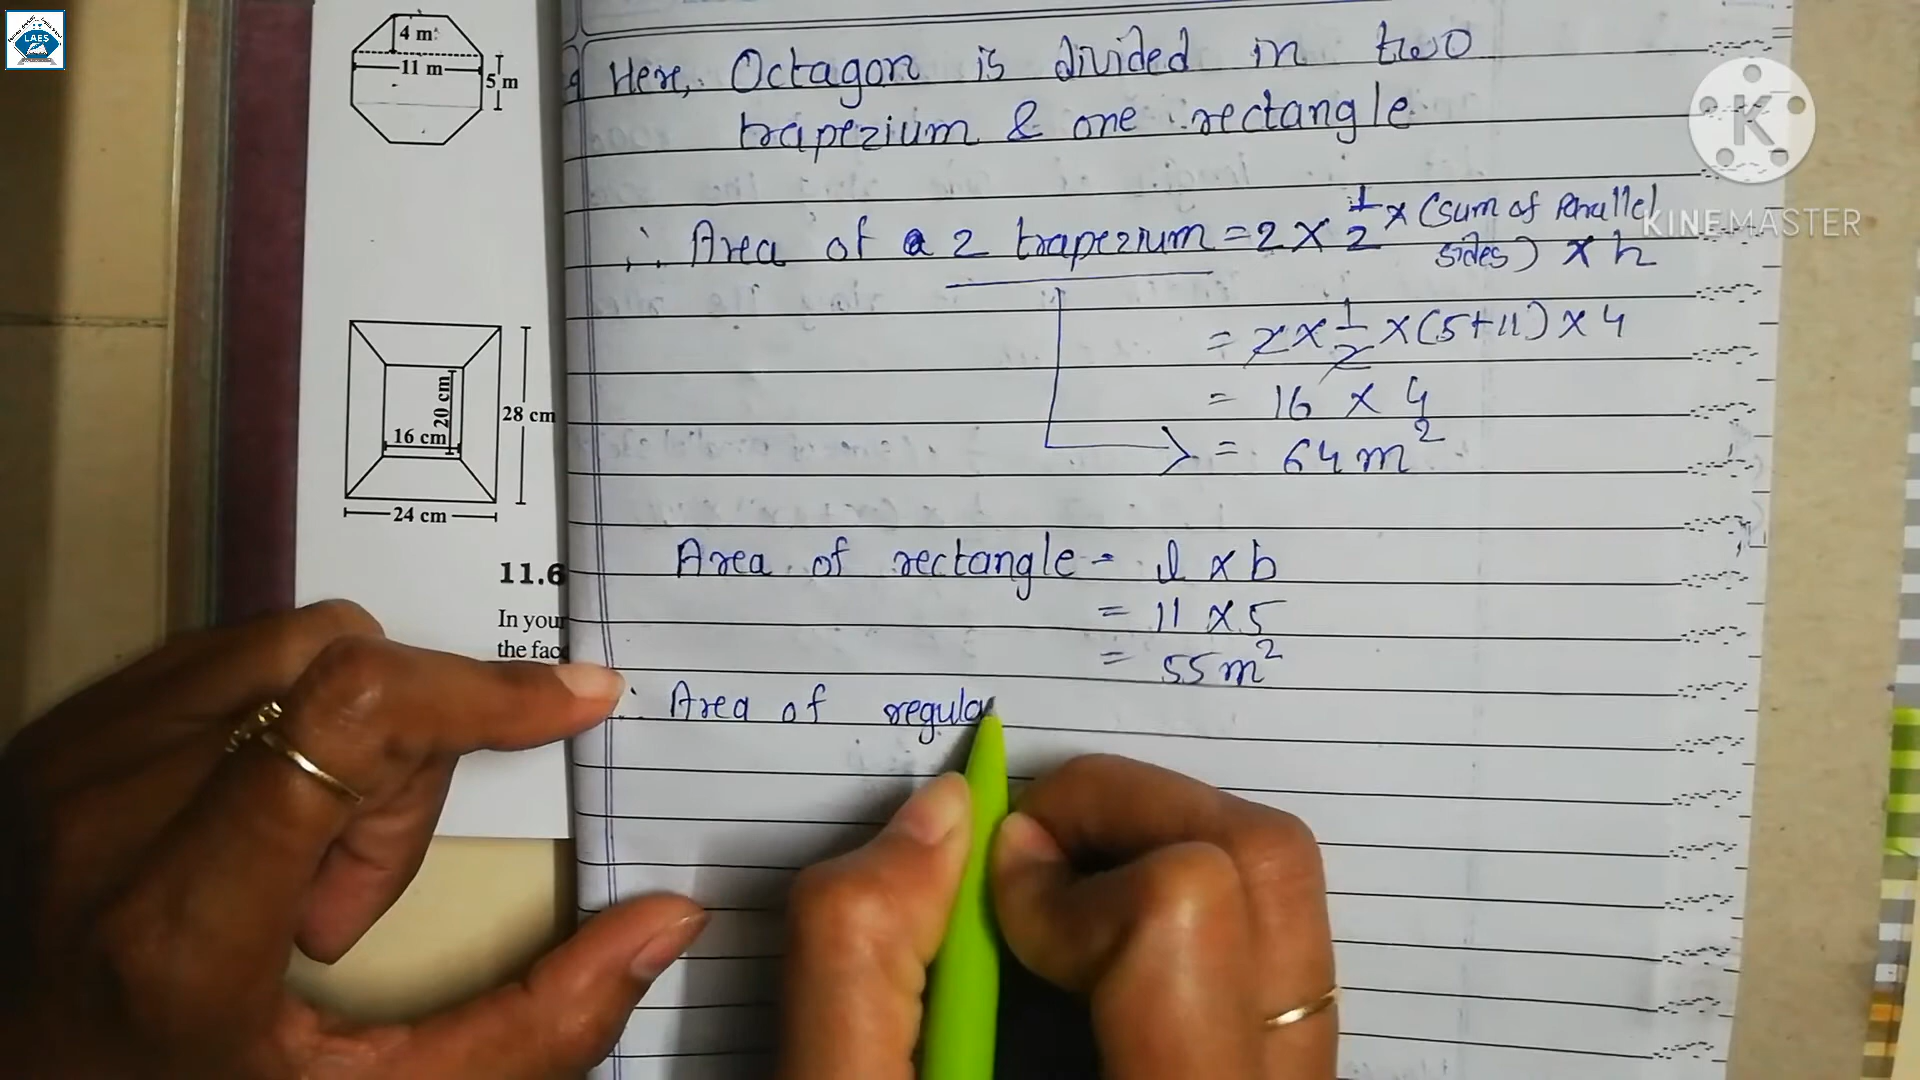 LAES
4 m
11 m
5 m
20 cm
16 cm
28 cm
24 cm
11.6
In your
the fac
Here, Octagon is divided in two
trapezium & one rectangle
∴ Area of 2 trapezium = 2 × 1/2 × (sum of Parallel
sides) × h
= 2 × 1/2 × (5+11) × 4
= 16 × 4
= 64 m²
Area of rectangle = l × b
= 11 × 5
= 55 m²
∴ Area of regula
K
KINEMASTER